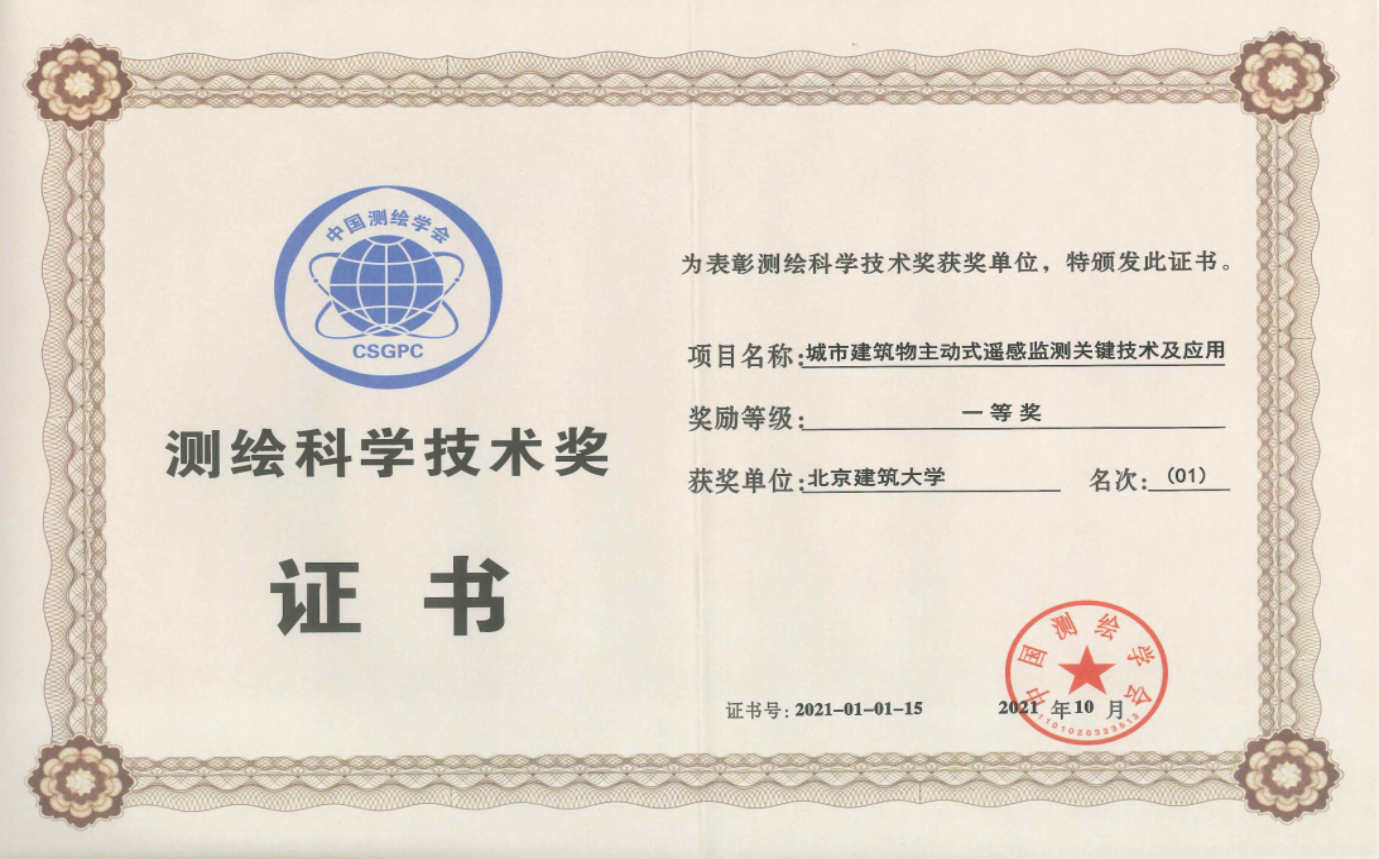 中国测绘学会
CSGPC
测绘科学技术奖
证书
为表彰测绘科学技术奖获奖单位，特颁发此证书。
项目名称:城市建筑物主动式遥感监测关键技术及应用
奖励等级:一等奖
获奖单位:北京建筑大学 名次:(01)
证书号:2021-01-01-15
2021年10月
中国测绘学会
1101020323513